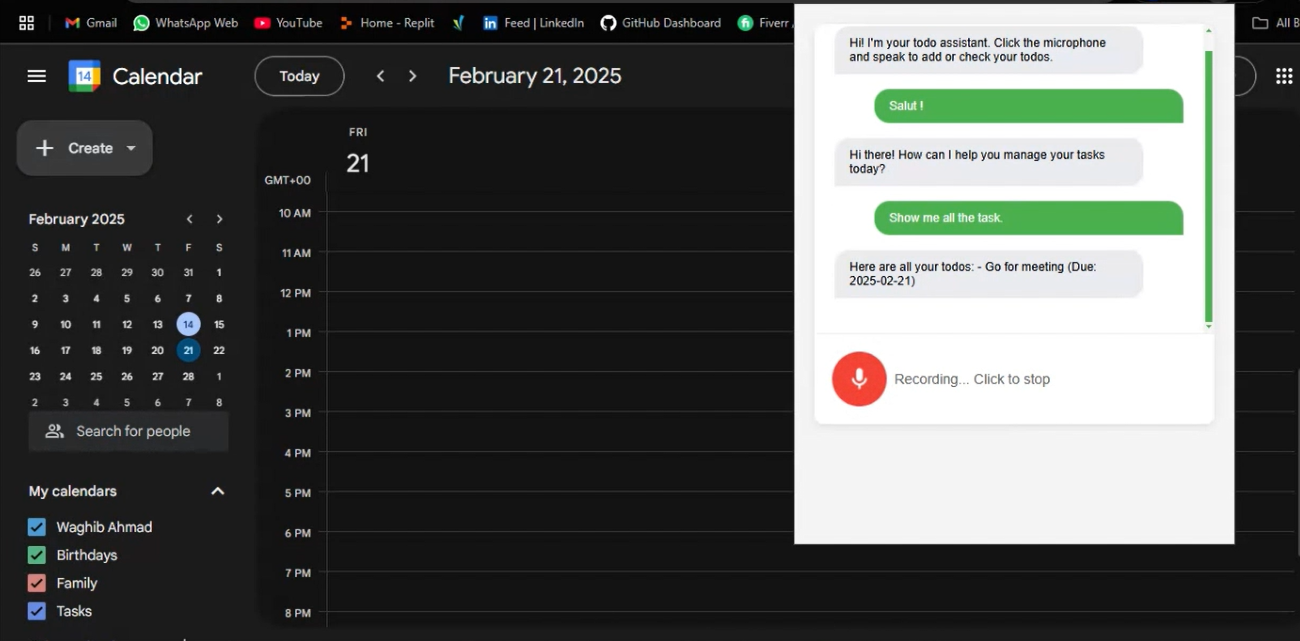 Gmail WhatsApp Web YouTube Home - Replit Feed | LinkedIn GitHub Dashboard Fiverr All B
14 Calendar Today February 21, 2025
Create
February 2025
S M T W T F S
26 27 28 29 30 31 1
2 3 4 5 6 7 8
9 10 11 12 13 14 15
16 17 18 19 20 21 22
23 24 25 26 27 28 1
2 3 4 5 6 7 8
Search for people
My calendars
Waghib Ahmad
Birthdays
Family
Tasks
FRI
21
GMT+00
10 AM
11 AM
12 PM
1 PM
2 PM
3 PM
4 PM
5 PM
6 PM
7 PM
8 PM
Hi! I'm your todo assistant. Click the microphone
and speak to add or check your todos.
Salut !
Hi there! How can I help you manage your tasks
today?
Show me all the task.
Here are all your todos: - Go for meeting (Due:
2025-02-21)
Recording... Click to stop